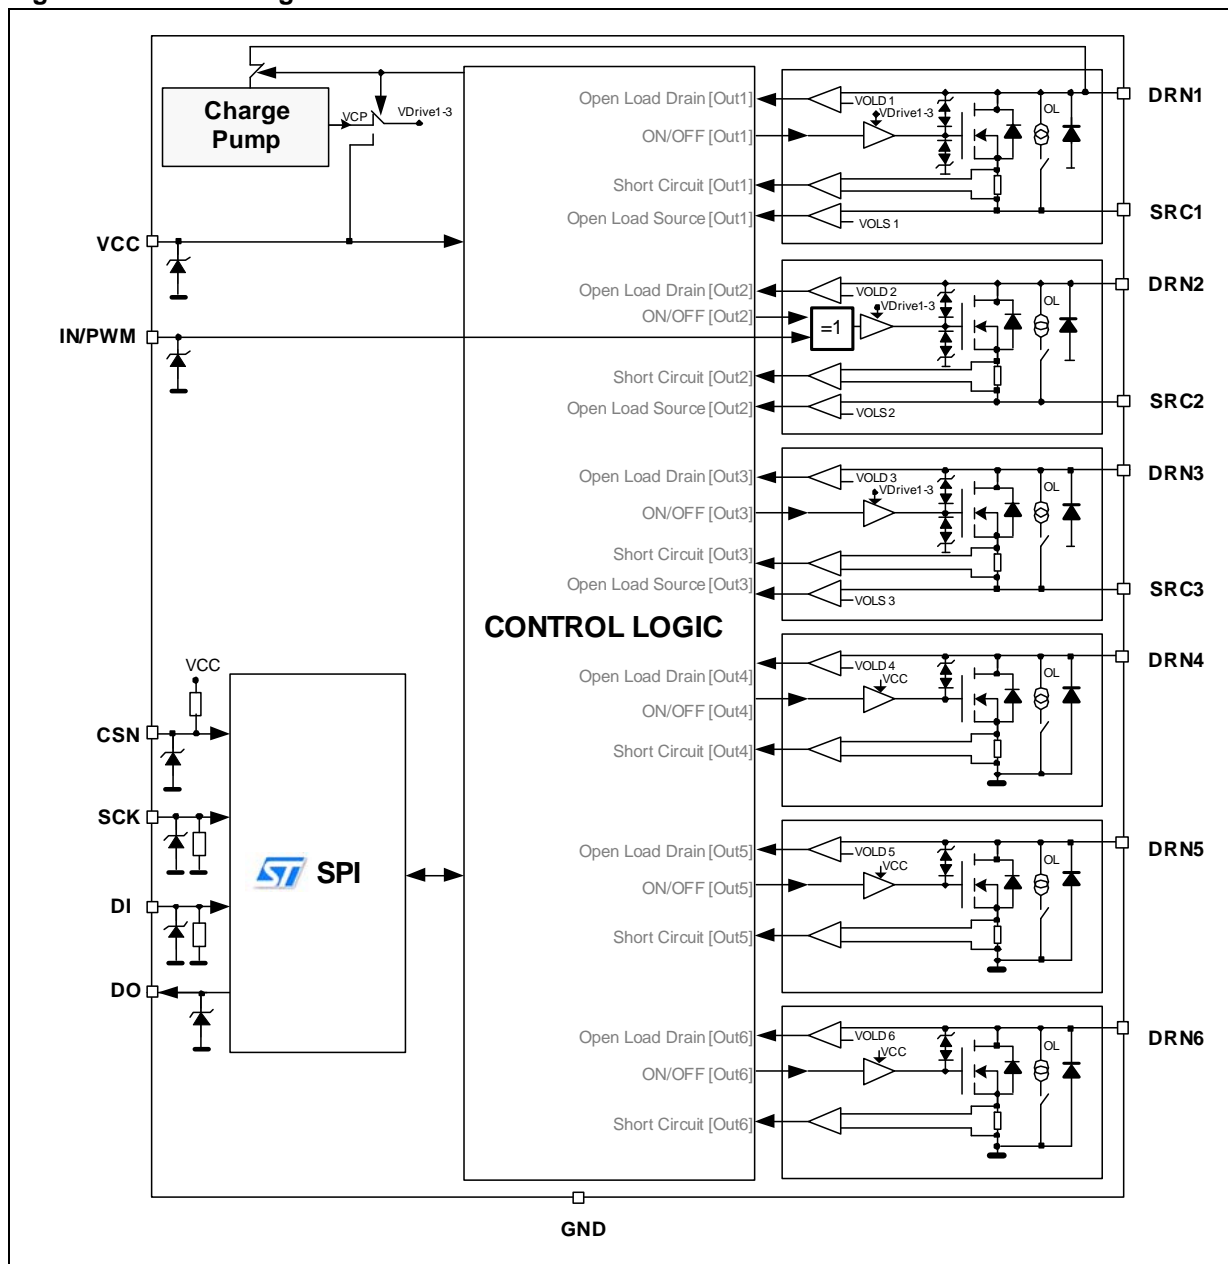 Charge
Pump
VCP
VDrive1-3
VCC
IN/PWM
VCC
CSN
SCK
DI
DO
ST SPI
CONTROL LOGIC
Open Load Drain [Out1]
ON/OFF [Out1]
Short Circuit [Out1]
Open Load Source [Out1]
VOLD 1
VDrive1-3
OL
VOLS 1
DRN1
SRC1
Open Load Drain [Out2]
ON/OFF [Out2]
Short Circuit [Out2]
Open Load Source [Out2]
VOLD 2
VDrive1-3
=1
OL
VOLS 2
DRN2
SRC2
Open Load Drain [Out3]
ON/OFF [Out3]
Short Circuit [Out3]
Open Load Source [Out3]
VOLD 3
VDrive1-3
OL
VOLS 3
DRN3
SRC3
Open Load Drain [Out4]
ON/OFF [Out4]
Short Circuit [Out4]
VOLD 4
VCC
OL
DRN4
Open Load Drain [Out5]
ON/OFF [Out5]
Short Circuit [Out5]
VOLD 5
VCC
OL
DRN5
Open Load Drain [Out6]
ON/OFF [Out6]
Short Circuit [Out6]
VOLD 6
VCC
OL
DRN6
GND